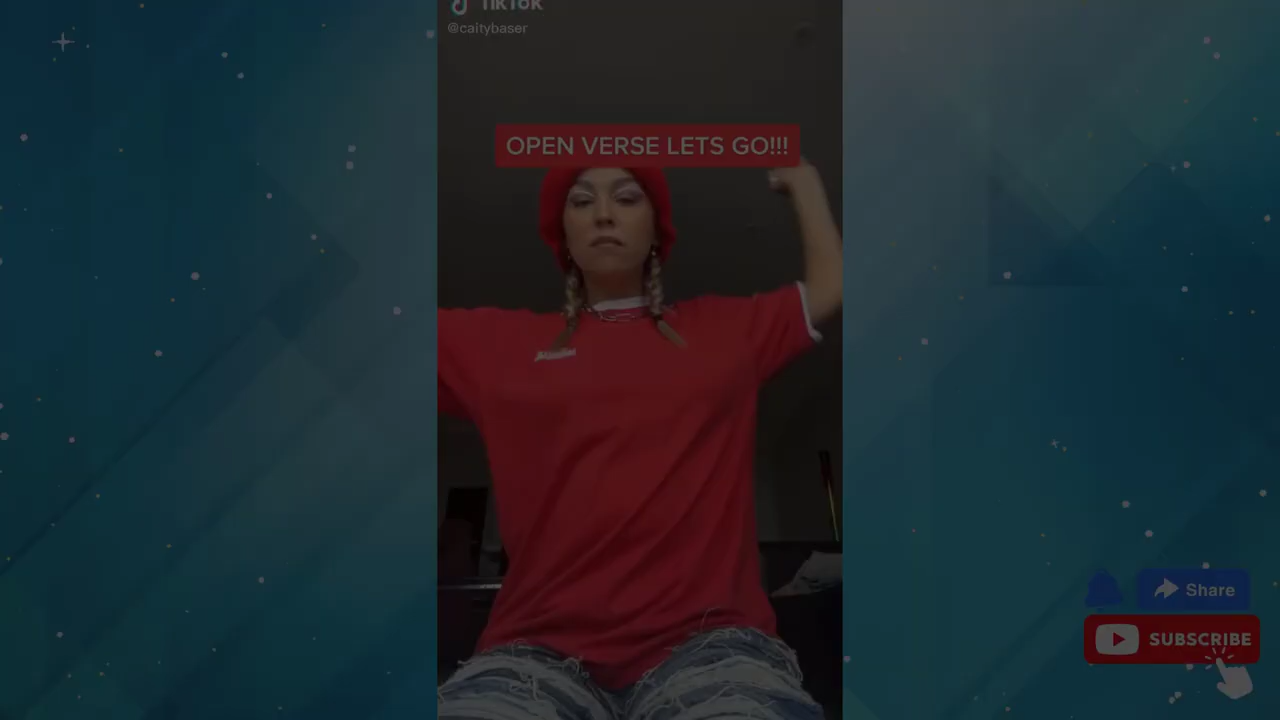 TikTok
@caitybaser
OPEN VERSE LETS GO!!!
Share
SUBSCRIBE